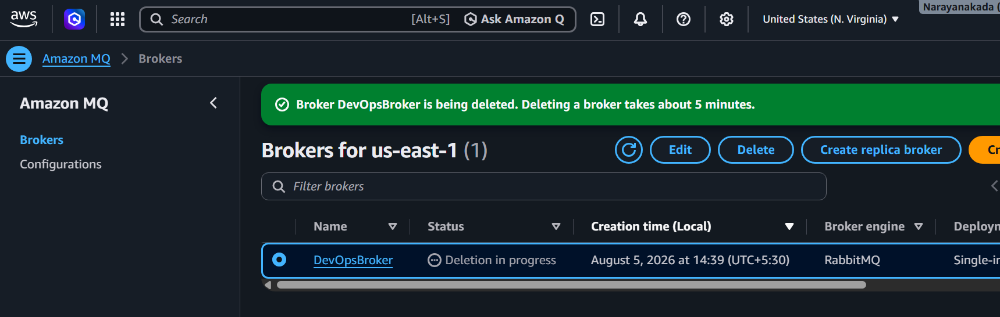 aws
Search [Alt+S] Ask Amazon Q
United States (N. Virginia)
Narayanakada (
Amazon MQ
Brokers
Amazon MQ
Brokers
Configurations
Broker DevOpsBroker is being deleted. Deleting a broker takes about 5 minutes.
Brokers for us-east-1 (1)
Edit
Delete
Create replica broker
Cr
Filter brokers
Name Status Creation time (Local) Broker engine Deploym
DevOpsBroker Deletion in progress August 5, 2026 at 14:39 (UTC+5:30) RabbitMQ Single-in